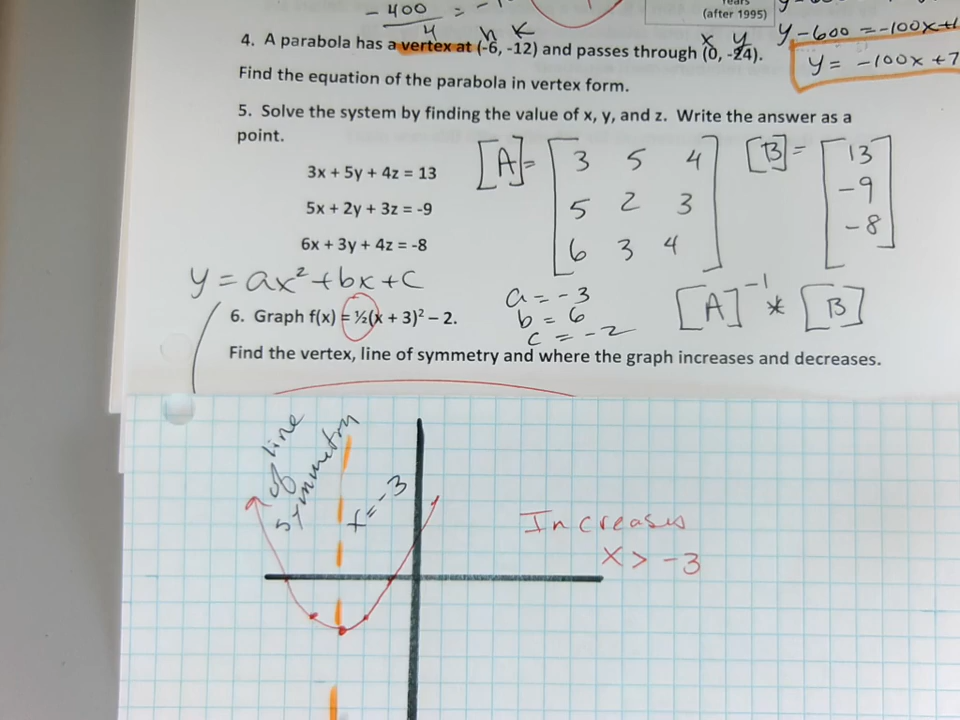 -400 = -1
4
Years
(after 1995)
y-600 = -100x+
y = -100x+7
h k
x y
4. A parabola has a vertex at (-6, -12) and passes through (0, -24).
Find the equation of the parabola in vertex form.
5. Solve the system by finding the value of x, y, and z. Write the answer as a
point.
[A]= 3 5 4
5 2 3
6 3 4
[B]= 13
-9
-8
3x + 5y + 4z = 13
5x + 2y + 3z = -9
6x + 3y + 4z = -8
y = ax²+bx+c
a = -3
b = 6
c = -2
[A]⁻¹ * [B]
6. Graph f(x) = ½(x + 3)² – 2.
Find the vertex, line of symmetry and where the graph increases and decreases.
line
of
symmetry
x = -3
Increases
x > -3